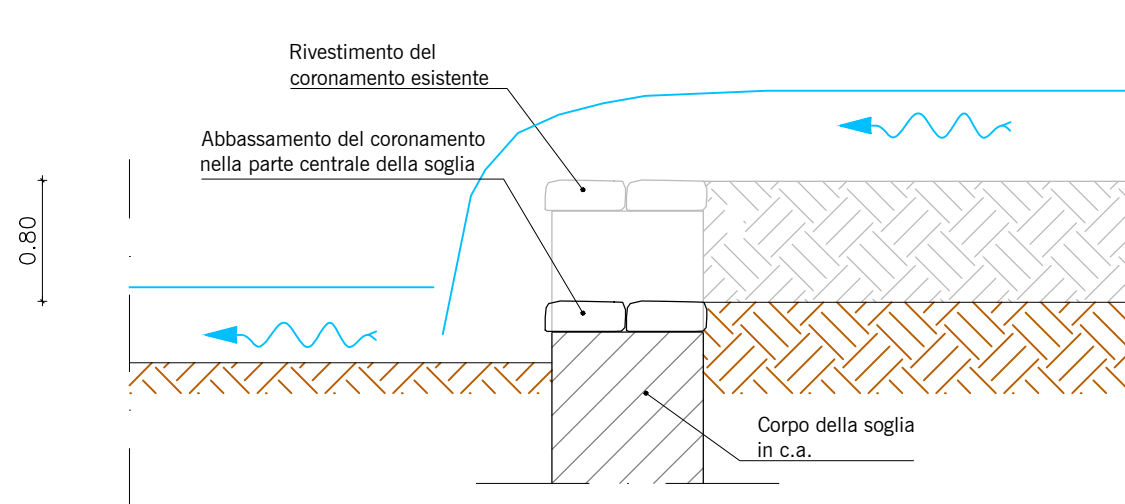 Rivestimento del
coronamento esistente
Abbassamento del coronamento
nella parte centrale della soglia
0.80
Corpo della soglia
in c.a.